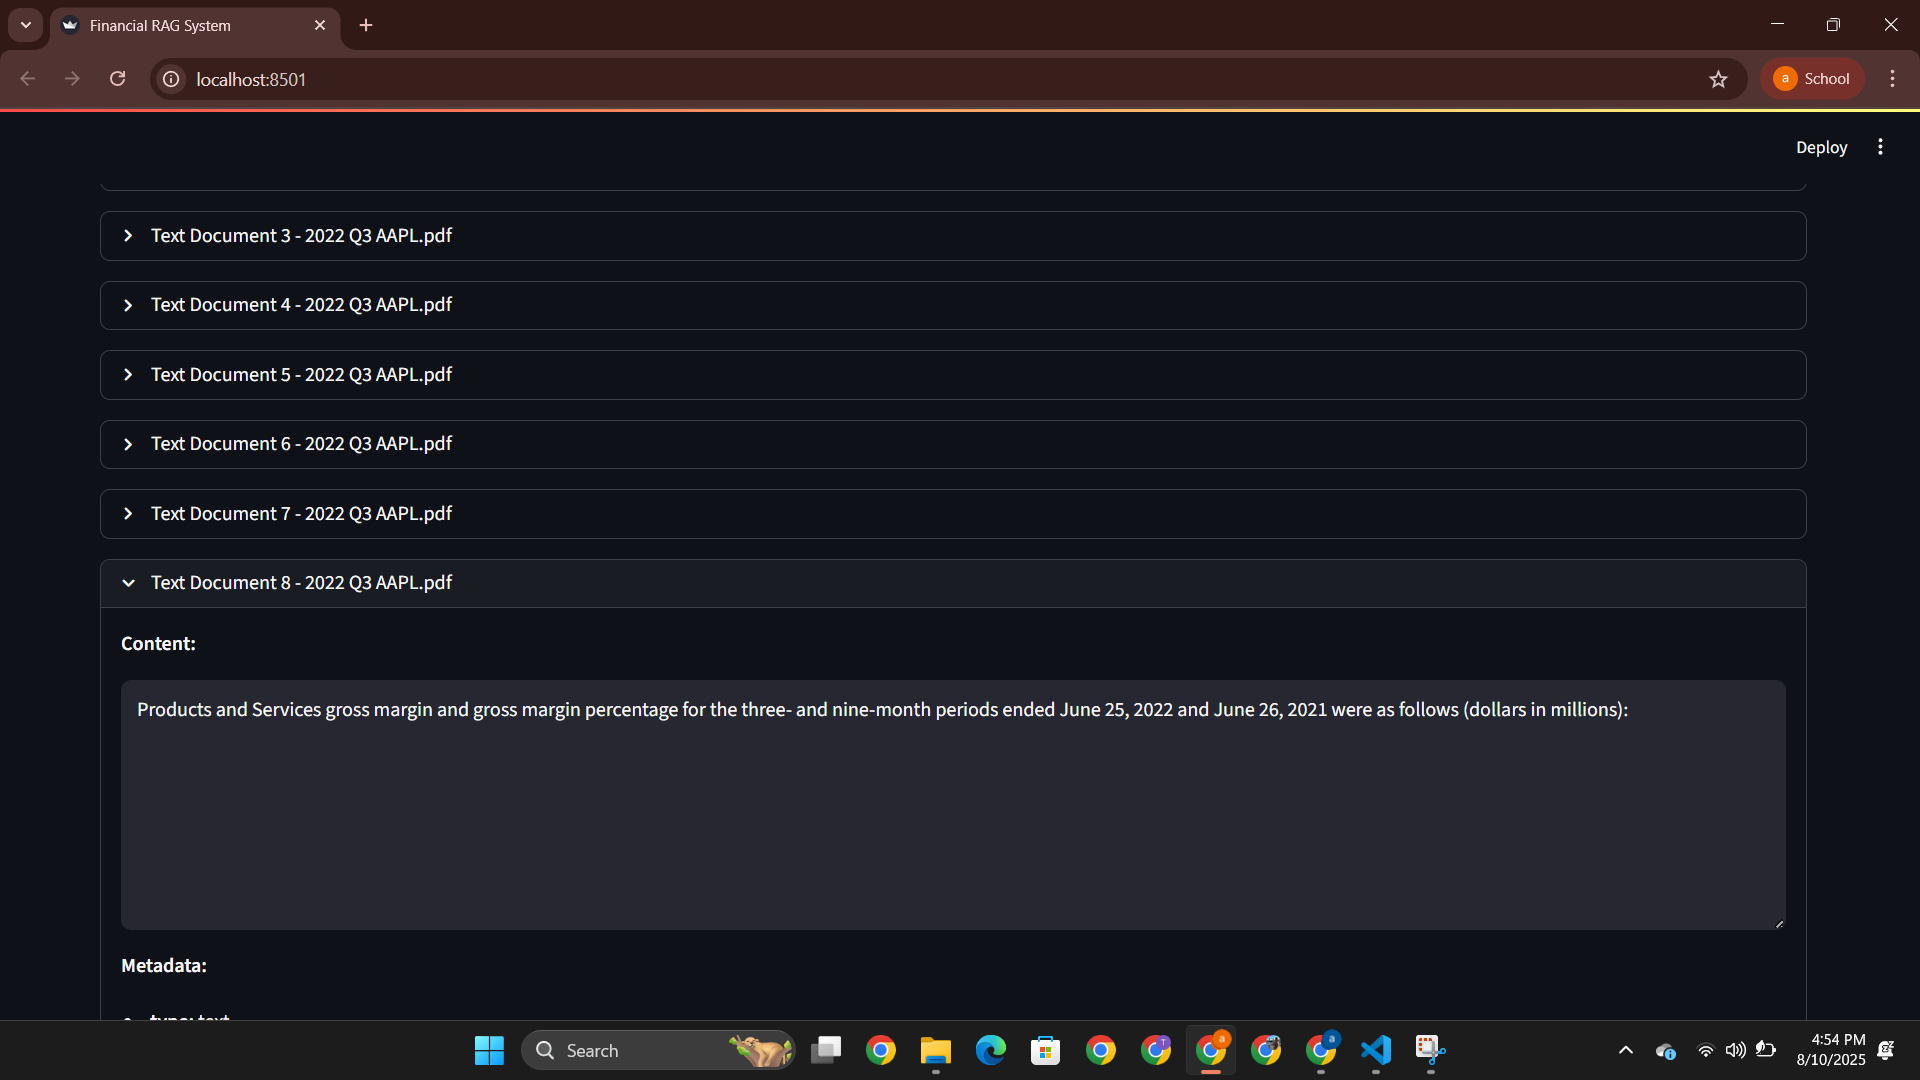 Financial RAG System
localhost:8501
a School
Deploy
Text Document 3 - 2022 Q3 AAPL.pdf
Text Document 4 - 2022 Q3 AAPL.pdf
Text Document 5 - 2022 Q3 AAPL.pdf
Text Document 6 - 2022 Q3 AAPL.pdf
Text Document 7 - 2022 Q3 AAPL.pdf
Text Document 8 - 2022 Q3 AAPL.pdf
Content:
Products and Services gross margin and gross margin percentage for the three- and nine-month periods ended June 25, 2022 and June 26, 2021 were as follows (dollars in millions):
Metadata:
type: text
Search
T
a
a
4:54 PM
8/10/2025